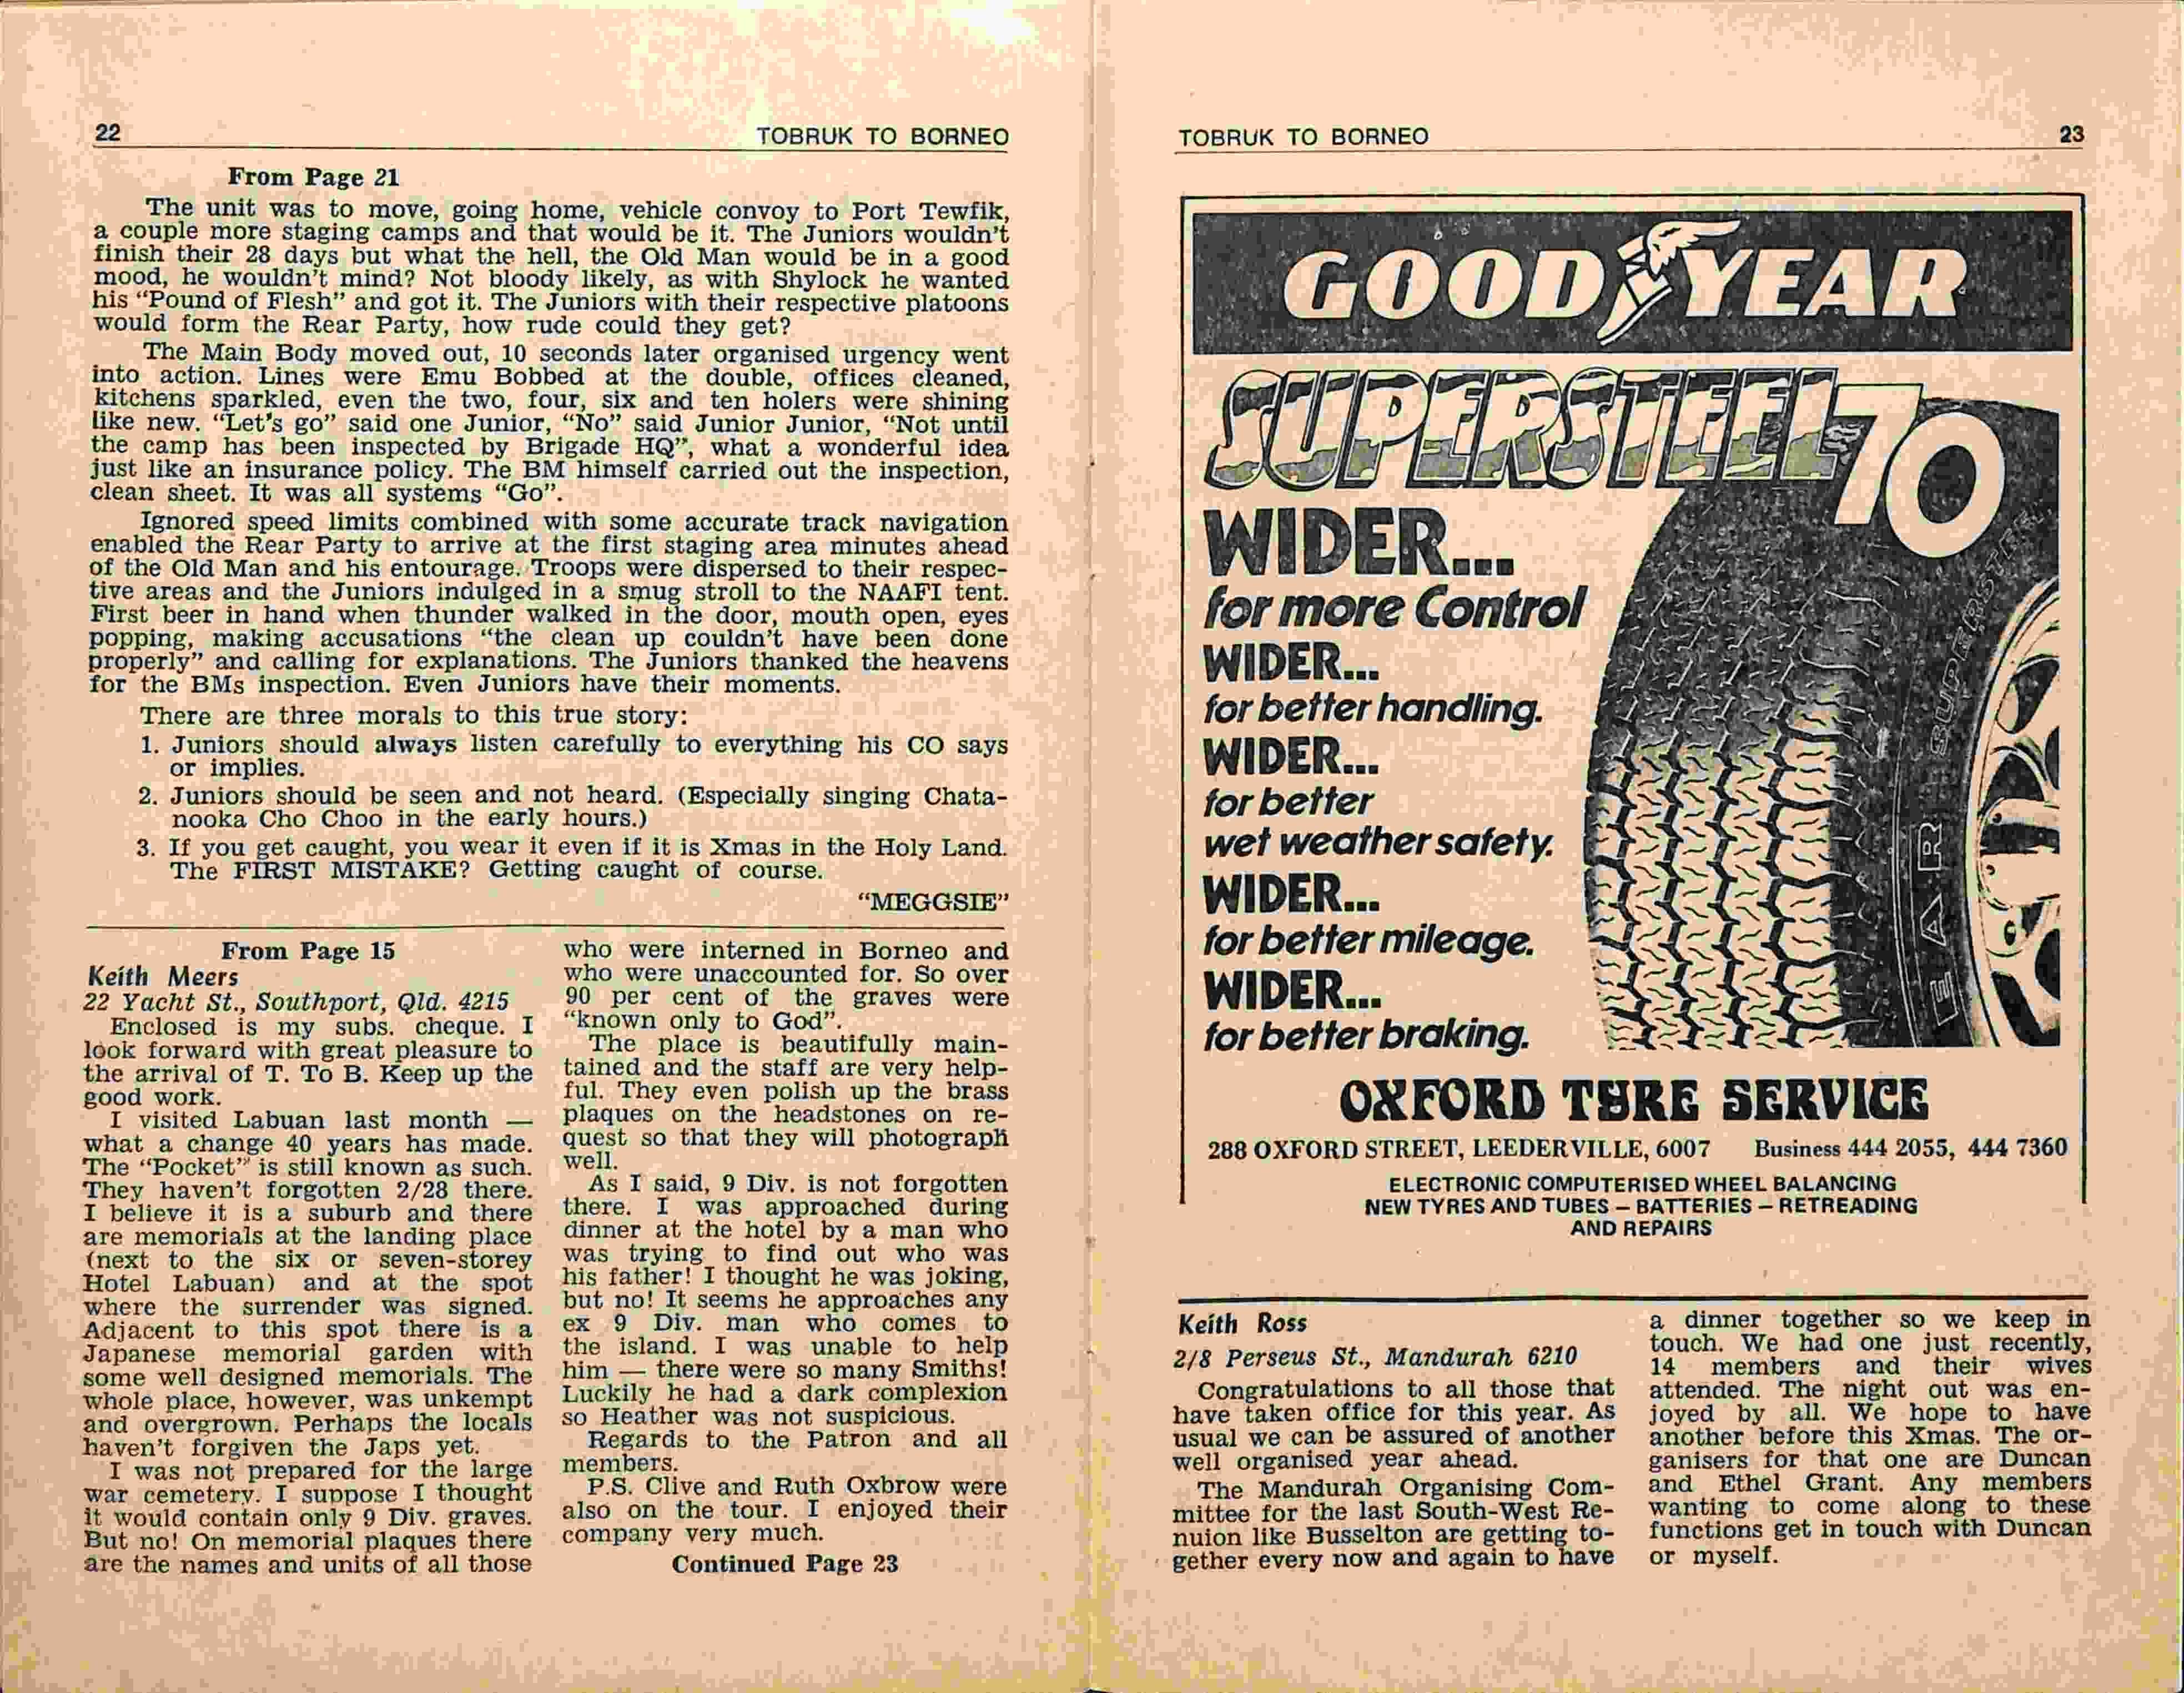 22 TOBRUK TO BORNEO
From Page 21
The unit was to move, going home, vehicle convoy to Port Tewfik,
a couple more staging camps and that would be it. The Juniors wouldn't
finish their 28 days but what the hell, the Old Man would be in a good
mood, he wouldn't mind? Not bloody likely, as with Shylock he wanted
his "Pound of Flesh" and got it. The Juniors with their respective platoons
would form the Rear Party, how rude could they get?
The Main Body moved out, 10 seconds later organised urgency went
into action. Lines were Emu Bobbed at the double, offices cleaned,
kitchens sparkled, even the two, four, six and ten holers were shining
like new. "Let's go" said one Junior, "No" said Junior Junior, "Not until
the camp has been inspected by Brigade HQ", what a wonderful idea
just like an insurance policy. The BM himself carried out the inspection,
clean sheet. It was all systems "Go".
Ignored speed limits combined with some accurate track navigation
enabled the Rear Party to arrive at the first staging area minutes ahead
of the Old Man and his entourage. Troops were dispersed to their respec-
tive areas and the Juniors indulged in a smug stroll to the NAAFI tent.
First beer in hand when thunder walked in the door, mouth open, eyes
popping, making accusations "the clean up couldn't have been done
properly" and calling for explanations. The Juniors thanked the heavens
for the BMs inspection. Even Juniors have their moments.
There are three morals to this true story:
1. Juniors should always listen carefully to everything his CO says
or implies.
2. Juniors should be seen and not heard. (Especially singing Chata-
nooka Cho Choo in the early hours.)
3. If you get caught, you wear it even if it is Xmas in the Holy Land.
The FIRST MISTAKE? Getting caught of course.
"MEGGSIE"
From Page 15
Keith Meers
22 Yacht St., Southport, Qld. 4215
Enclosed is my subs. cheque. I
look forward with great pleasure to
the arrival of T. To B. Keep up the
good work.
I visited Labuan last month —
what a change 40 years has made.
The "Pocket" is still known as such.
They haven't forgotten 2/28 there.
I believe it is a suburb and there
are memorials at the landing place
(next to the six or seven-storey
Hotel Labuan) and at the spot
where the surrender was signed.
Adjacent to this spot there is a
Japanese memorial garden with
some well designed memorials. The
whole place, however, was unkempt
and overgrown. Perhaps the locals
haven't forgiven the Japs yet.
I was not prepared for the large
war cemetery. I suppose I thought
it would contain only 9 Div. graves.
But no! On memorial plaques there
are the names and units of all those
who were interned in Borneo and
who were unaccounted for. So over
90 per cent of the graves were
"known only to God".
The place is beautifully main-
tained and the staff are very help-
ful. They even polish up the brass
plaques on the headstones on re-
quest so that they will photograph
well.
As I said, 9 Div. is not forgotten
there. I was approached during
dinner at the hotel by a man who
was trying to find out who was
his father! I thought he was joking,
but no! It seems he approaches any
ex 9 Div. man who comes to
the island. I was unable to help
him — there were so many Smiths!
Luckily he had a dark complexion
so Heather was not suspicious.
Regards to the Patron and all
members.
P.S. Clive and Ruth Oxbrow were
also on the tour. I enjoyed their
company very much.
Continued Page 23
TOBRUK TO BORNEO 23
GOOD YEAR
SUPERSTEEL 70
WIDER...
for more Control
WIDER...
for better handling.
WIDER...
for better
wet weather safety.
WIDER...
for better mileage.
WIDER...
for better braking.
SUPERSTEEL
EAR
OXFORD TYRE SERVICE
288 OXFORD STREET, LEEDERVILLE, 6007 Business 444 2055, 444 7360
ELECTRONIC COMPUTERISED WHEEL BALANCING
NEW TYRES AND TUBES – BATTERIES – RETREADING
AND REPAIRS
Keith Ross
2/8 Perseus St., Mandurah 6210
Congratulations to all those that
have taken office for this year. As
usual we can be assured of another
well organised year ahead.
The Mandurah Organising Com-
mittee for the last South-West Re-
nuion like Busselton are getting to-
gether every now and again to have
a dinner together so we keep in
touch. We had one just recently,
14 members and their wives
attended. The night out was en-
joyed by all. We hope to have
another before this Xmas. The or-
ganisers for that one are Duncan
and Ethel Grant. Any members
wanting to come along to these
functions get in touch with Duncan
or myself.